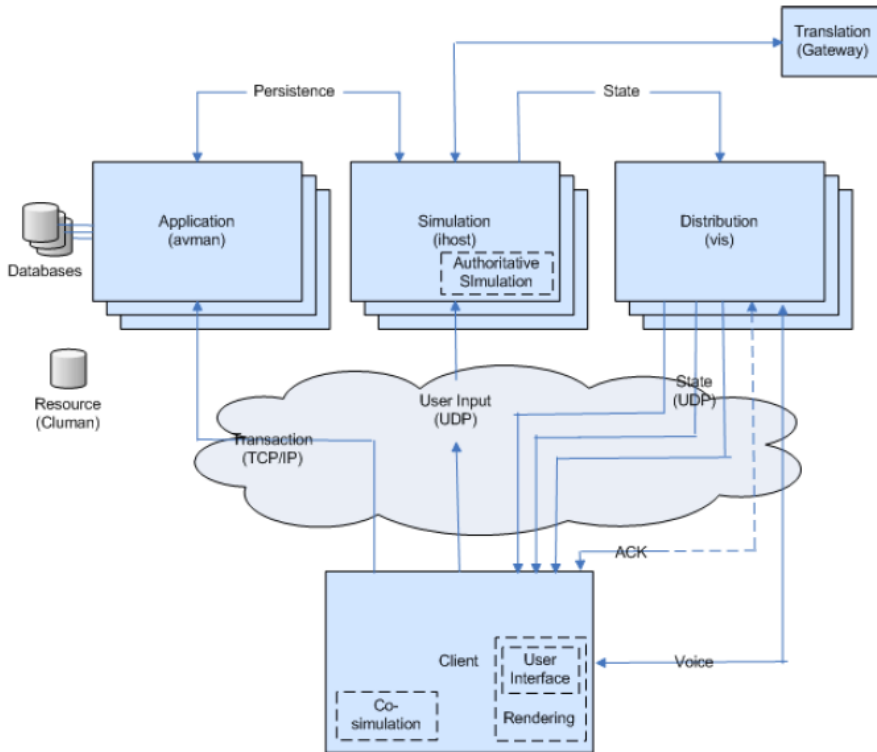 Translation
(Gateway)
Persistence
State
Application
(avman)
Simulation
(ihost)
Authoritative
SImulation
Distribution
(vis)
Databases
Resource
(Cluman)
User Input
(UDP)
State
(UDP)
Transaction
(TCP/IP)
ACK
Client
User
Interface
Rendering
Co-
simulation
Voice